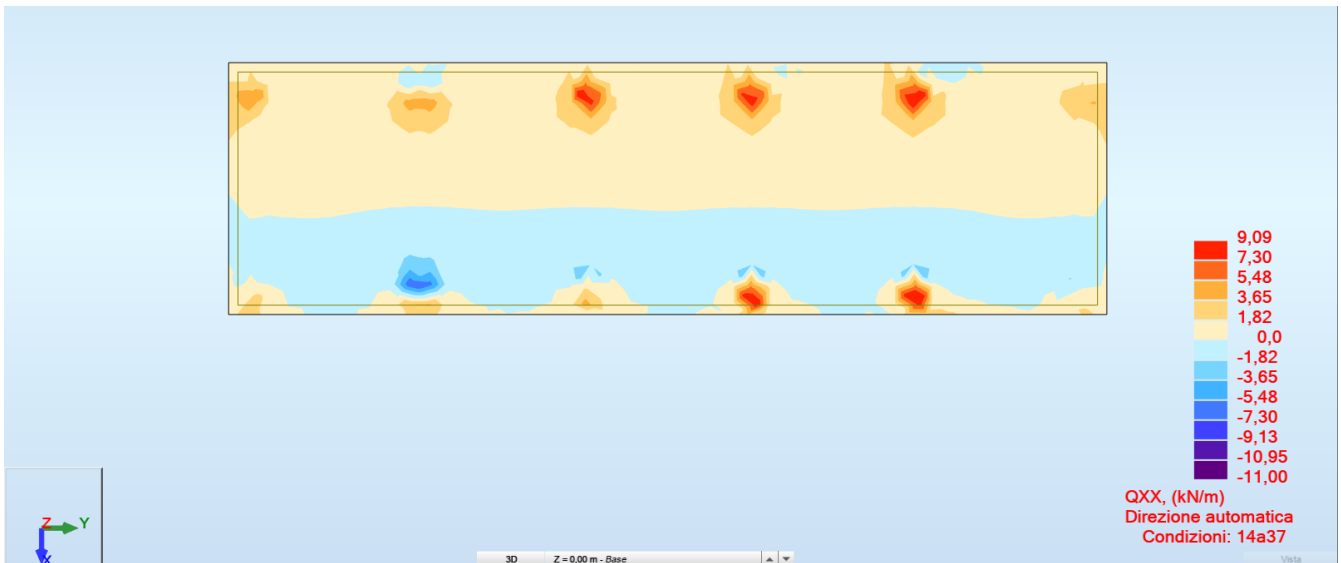 9,09
7,30
5,48
3,65
1,82
0,0
-1,82
-3,65
-5,48
-7,30
-9,13
-10,95
-11,00
QXX, (kN/m)
Direzione automatica
Condizioni: 14a37
Z
Y
X
3D Z = 0,00 m - Base
Vista